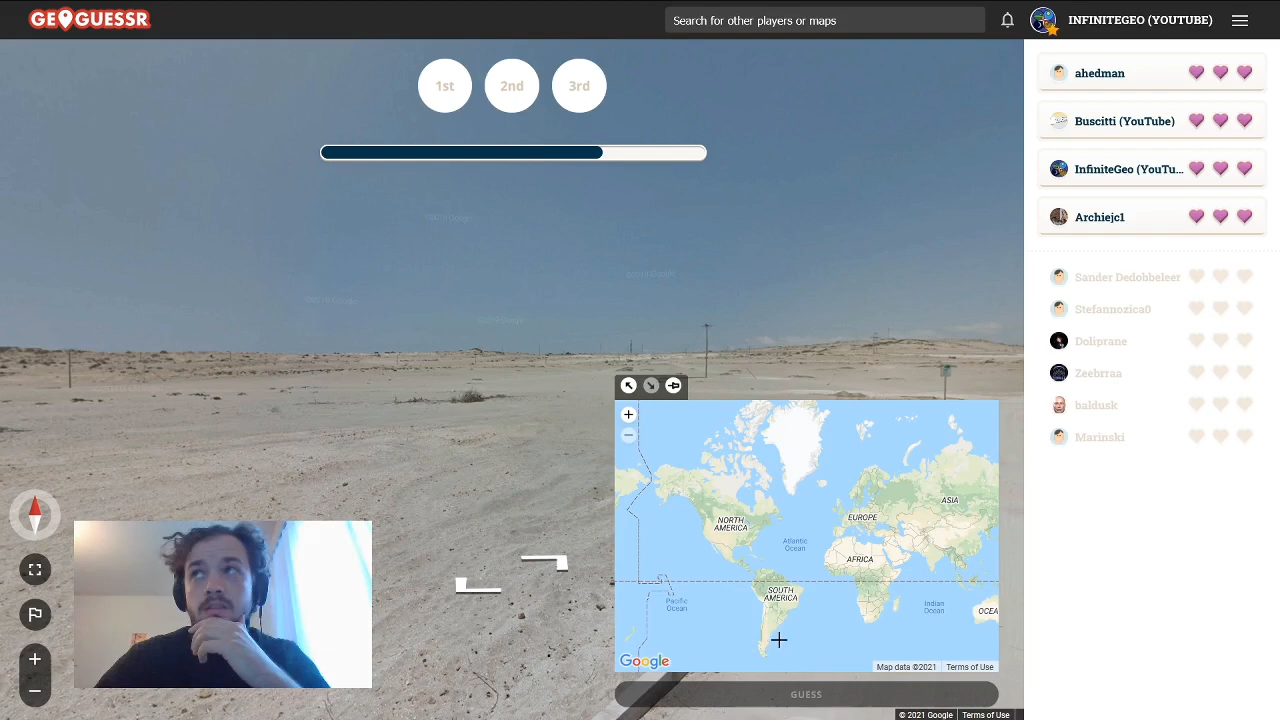 GEOGUESSR
Search for other players or maps
INFINITEGEO (YOUTUBE)
1st
2nd
3rd
ahedman
Buscitti (YouTube)
InfiniteGeo (YouTu...
Archiejc1
Sander Dedobbeleer
Stefannozica0
Doliprane
Zeebrraa
baldusk
Marinski
+
−
NORTH
AMERICA
Atlantic
Ocean
EUROPE
ASIA
AFRICA
SOUTH
AMERICA
Pacific
Ocean
Indian
Ocean
OCEA
Google
Map data ©2021
Terms of Use
GUESS
+
−
© 2021 Google
Terms of Use